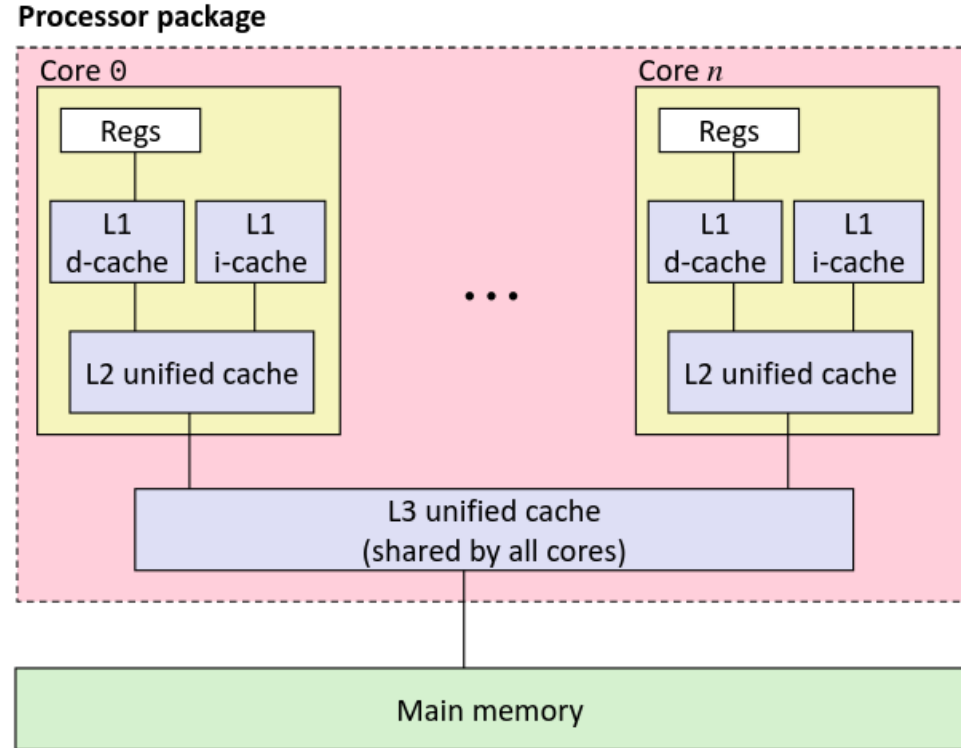 Processor package
Core 0
Core n
Regs
Regs
L1
d-cache
L1
i-cache
L1
d-cache
L1
i-cache
...
L2 unified cache
L2 unified cache
L3 unified cache
(shared by all cores)
Main memory